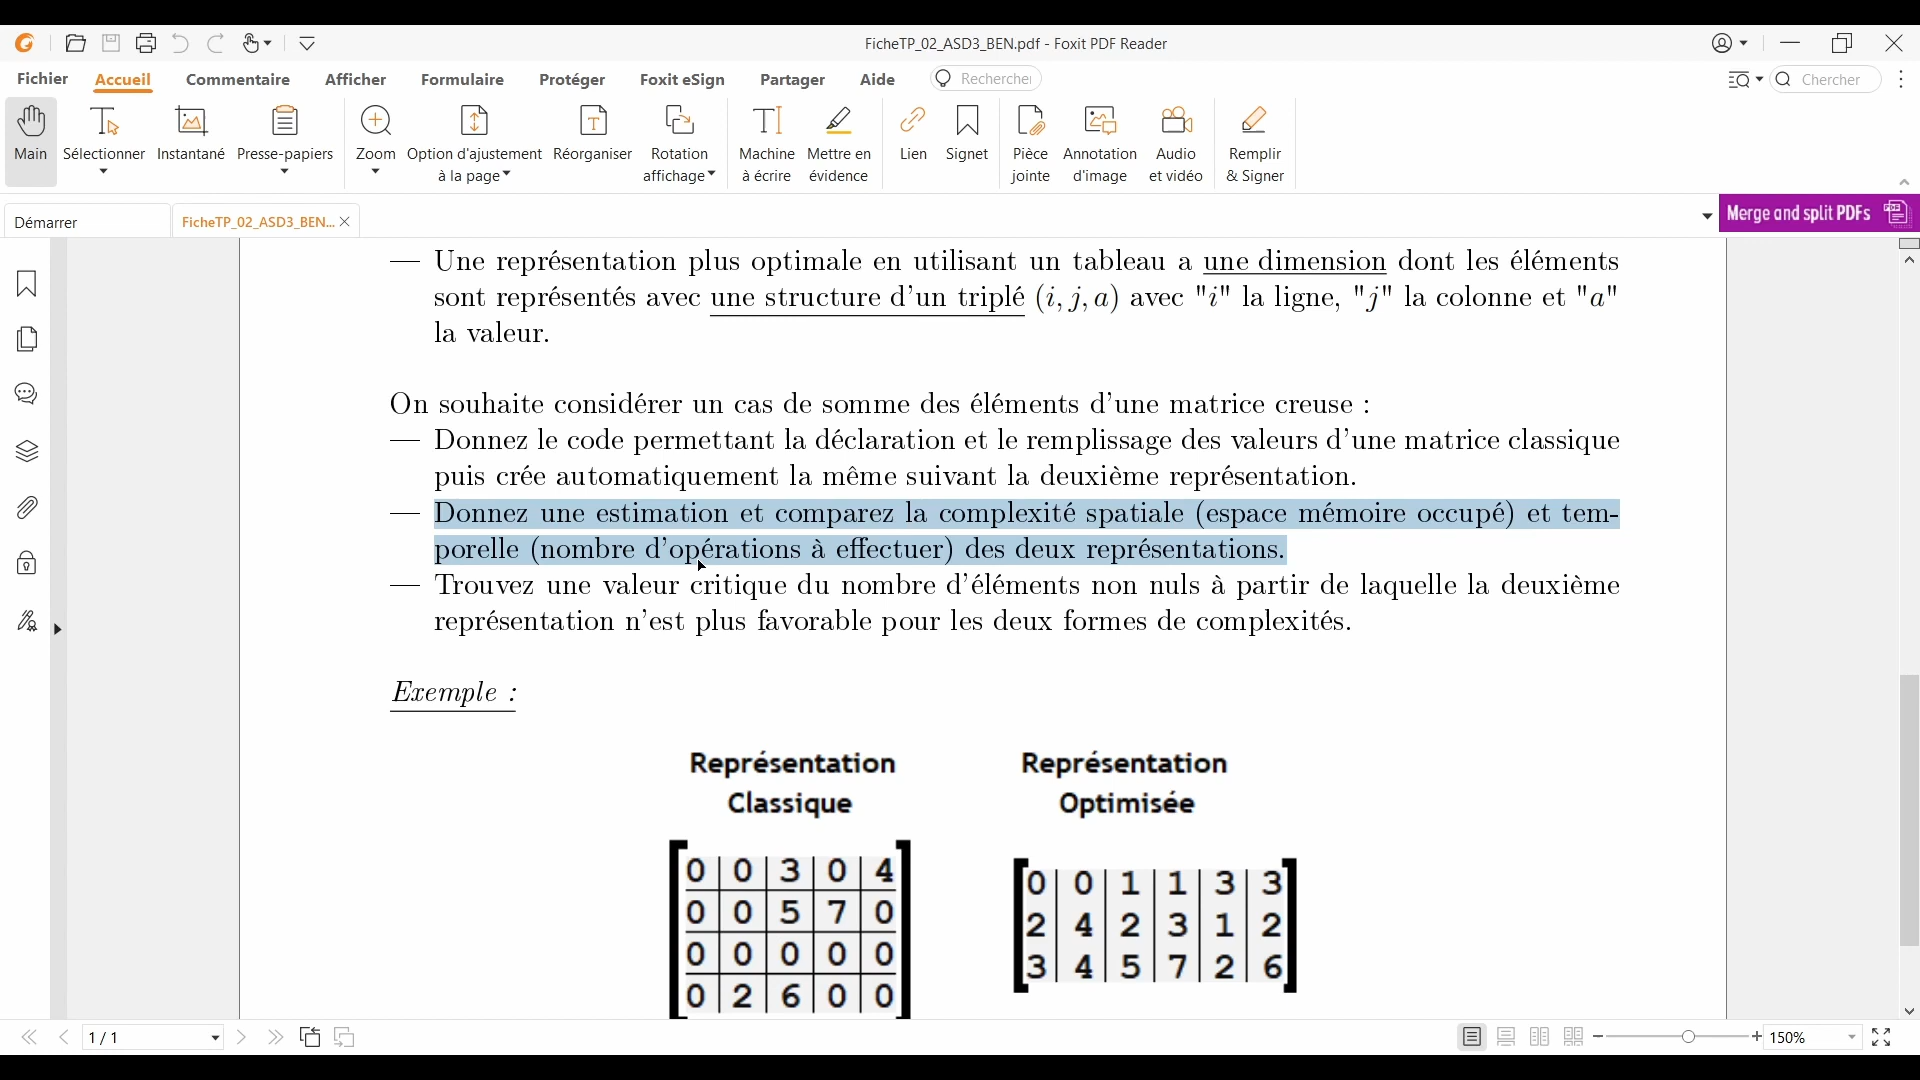 FicheTP_02_ASD3_BEN.pdf - Foxit PDF Reader
Fichier Accueil Commentaire Afficher Formulaire Protéger Foxit eSign Partager Aide Rechercher Chercher
Main Sélectionner Instantané Presse-papiers Zoom Option d'ajustement à la page Réorganiser Rotation affichage Machine à écrire Mettre en évidence Lien Signet Pièce jointe Annotation d'image Audio et vidéo Remplir & Signer
Démarrer FicheTP_02_ASD3_BEN... Merge and split PDFs
— Une représentation plus optimale en utilisant un tableau a une dimension dont les éléments
sont représentés avec une structure d'un triplé (i, j, a) avec "i" la ligne, "j" la colonne et "a"
la valeur.
On souhaite considérer un cas de somme des éléments d'une matrice creuse :
— Donnez le code permettant la déclaration et le remplissage des valeurs d'une matrice classique
puis crée automatiquement la même suivant la deuxième représentation.
— Donnez une estimation et comparez la complexité spatiale (espace mémoire occupé) et tem-
porelle (nombre d'opérations à effectuer) des deux représentations.
— Trouvez une valeur critique du nombre d'éléments non nuls à partir de laquelle la deuxième
représentation n'est plus favorable pour les deux formes de complexités.
Exemple :
Représentation
Classique
0 0 3 0 4
0 0 5 7 0
0 0 0 0 0
0 2 6 0 0
Représentation
Optimisée
0 0 1 1 3 3
2 4 2 3 1 2
3 4 5 7 2 6
1 / 1 150%